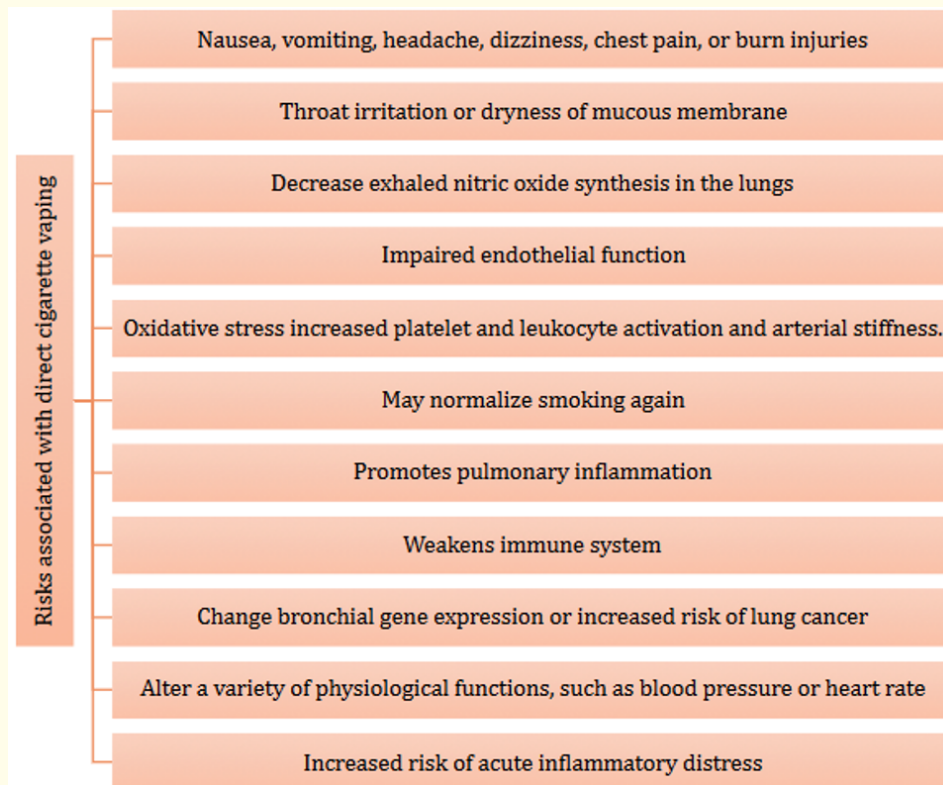 Risks associated with direct cigarette vaping
Nausea, vomiting, headache, dizziness, chest pain, or burn injuries
Throat irritation or dryness of mucous membrane
Decrease exhaled nitric oxide synthesis in the lungs
Impaired endothelial function
Oxidative stress increased platelet and leukocyte activation and arterial stiffness.
May normalize smoking again
Promotes pulmonary inflammation
Weakens immune system
Change bronchial gene expression or increased risk of lung cancer
Alter a variety of physiological functions, such as blood pressure or heart rate
Increased risk of acute inflammatory distress